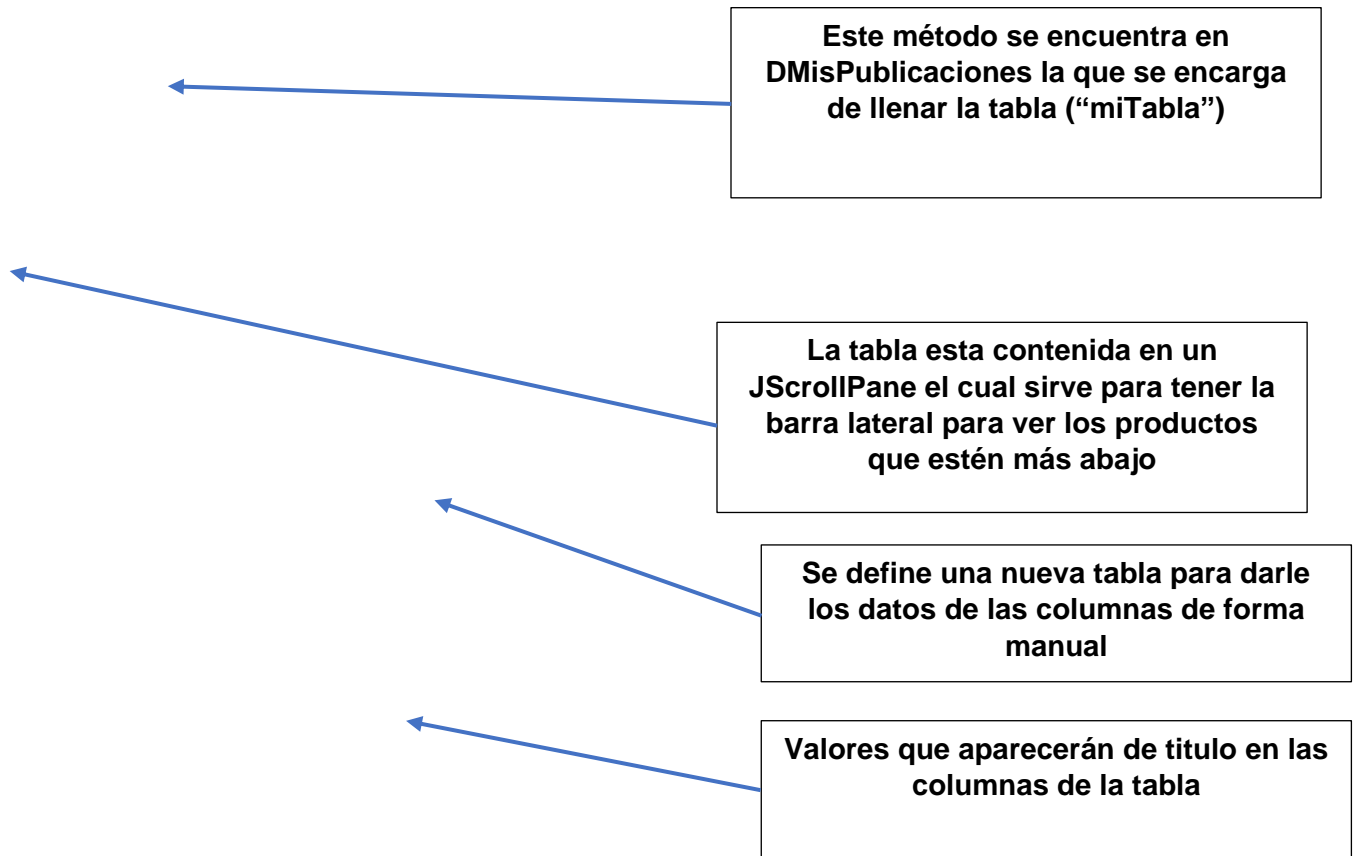 Este método se encuentra en
DMisPublicaciones la que se encarga
de llenar la tabla (“miTabla”)
La tabla esta contenida en un
JScrollPane el cual sirve para tener la
barra lateral para ver los productos
que estén más abajo
Se define una nueva tabla para darle
los datos de las columnas de forma
manual
Valores que aparecerán de titulo en las
columnas de la tabla